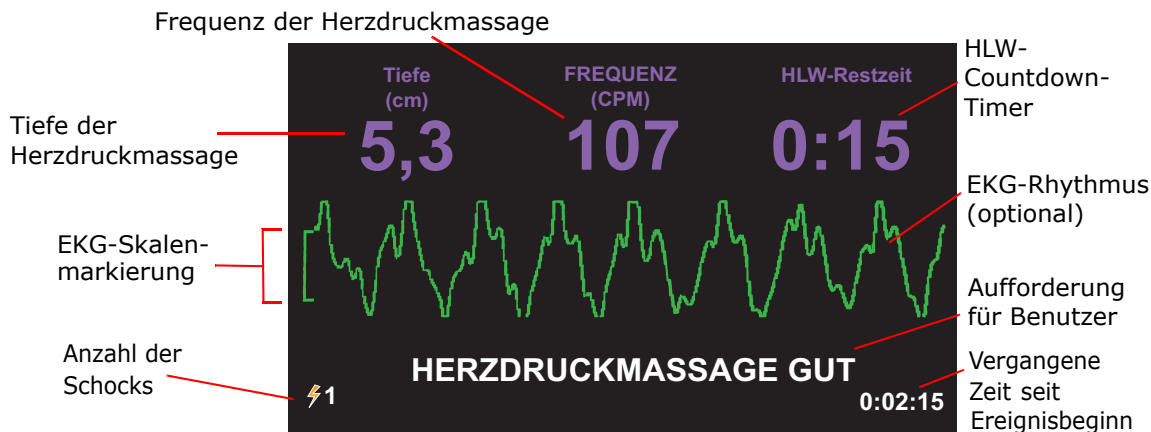 Frequenz der Herzdruckmassage
HLW-
Countdown-
Timer
Tiefe
(cm)
FREQUENZ
(CPM)
HLW-Restzeit
Tiefe der
Herzdruckmassage
5,3
107
0:15
EKG-Rhythmus
(optional)
EKG-Skalen-
markierung
Aufforderung
für Benutzer
HERZDRUCKMASSAGE GUT
Anzahl der
Schocks
1
0:02:15
Vergangene
Zeit seit
Ereignisbeginn